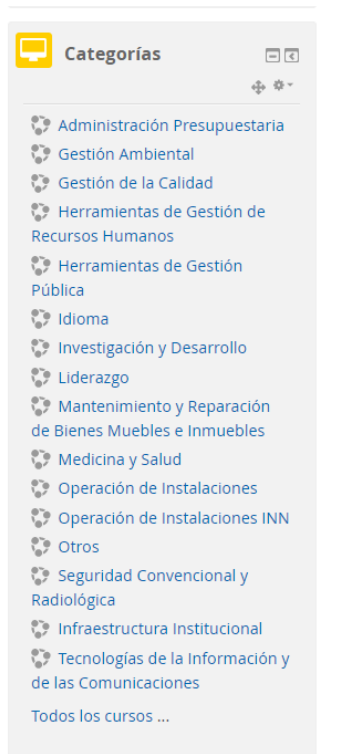 Categorías
Administración Presupuestaria
Gestión Ambiental
Gestión de la Calidad
Herramientas de Gestión de
Recursos Humanos
Herramientas de Gestión
Pública
Idioma
Investigación y Desarrollo
Liderazgo
Mantenimiento y Reparación
de Bienes Muebles e Inmuebles
Medicina y Salud
Operación de Instalaciones
Operación de Instalaciones INN
Otros
Seguridad Convencional y
Radiológica
Infraestructura Institucional
Tecnologías de la Información y
de las Comunicaciones
Todos los cursos ...